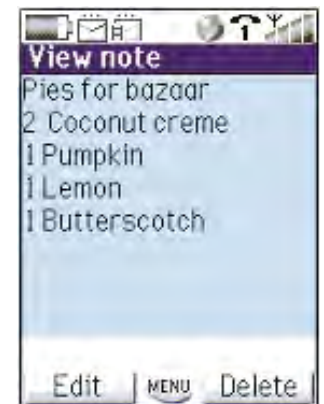 View note
Pies for bazaar
2 Coconut creme
1 Pumpkin
1 Lemon
1 Butterscotch
Edit MENU Delete